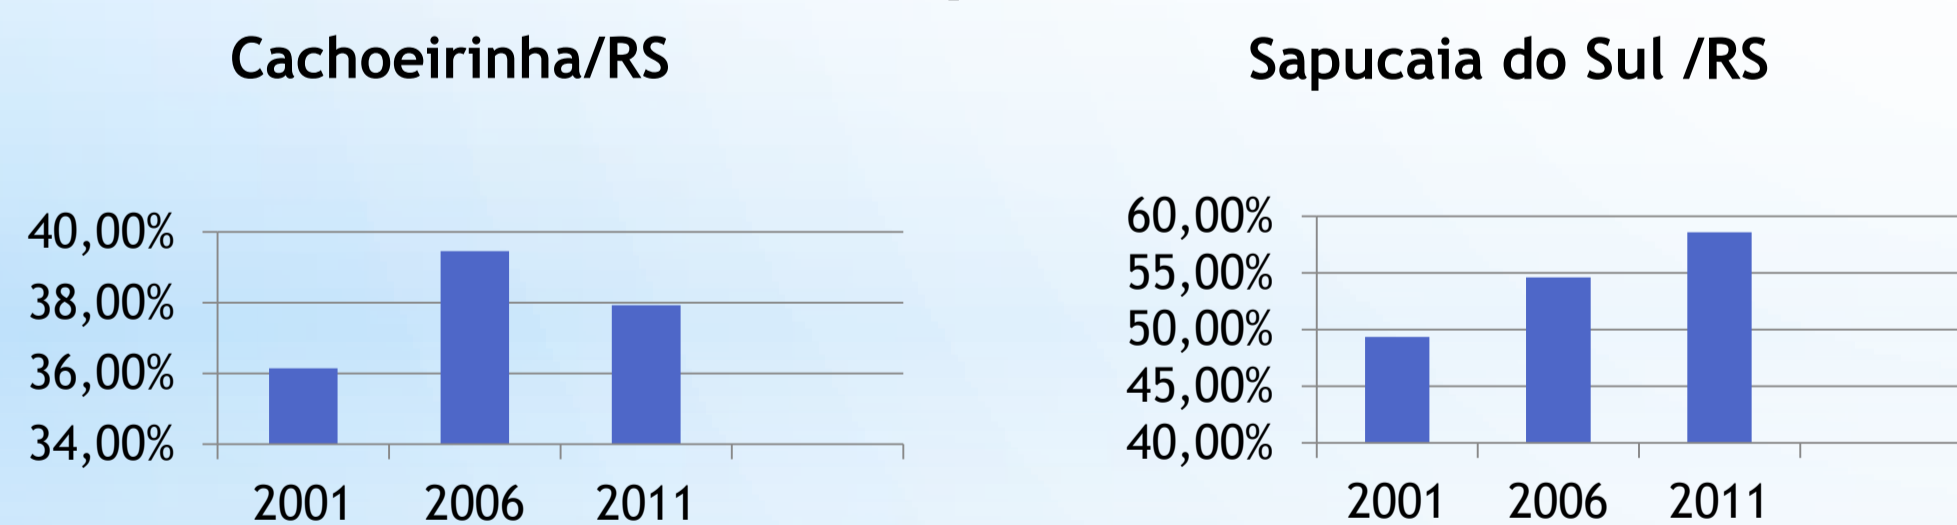 Cachoeirinha/RS
40,00%
38,00%
36,00%
34,00%
2001 2006 2011
Sapucaia do Sul /RS
60,00%
55,00%
50,00%
45,00%
40,00%
2001 2006 2011